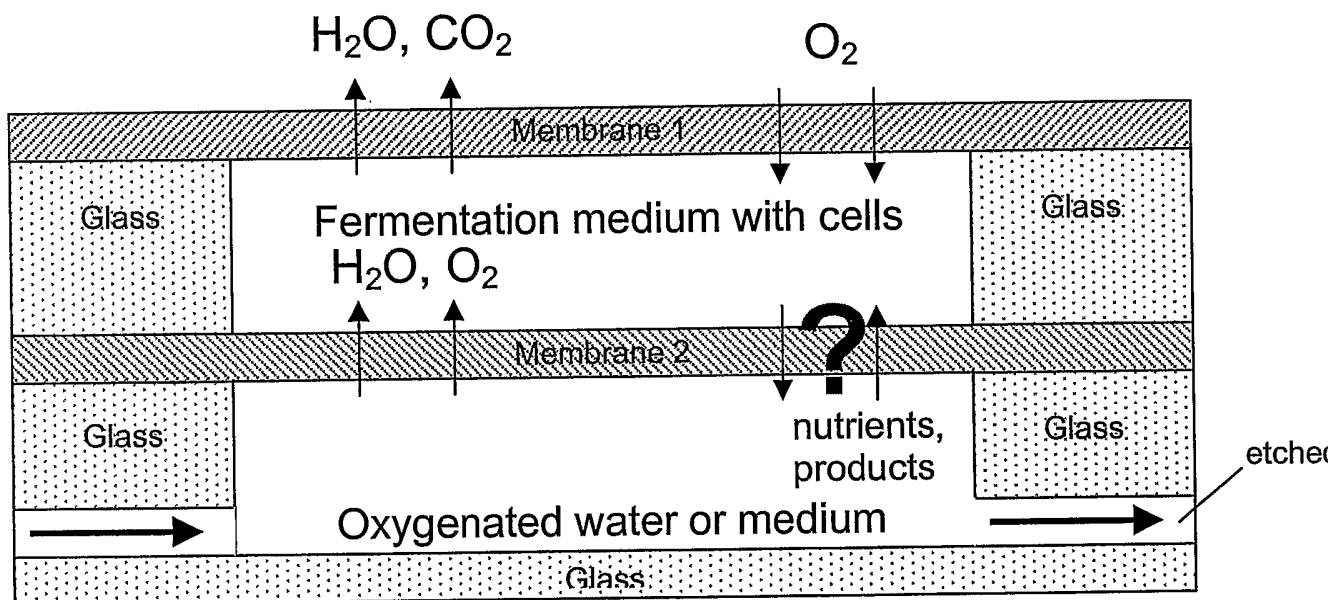 H₂O, CO₂
O₂
Membrane 1
Glass
Glass
Fermentation medium with cells
H₂O, O₂
?
Membrane 2
Glass
Glass
nutrients,
products
etched
Oxygenated water or medium
Glass